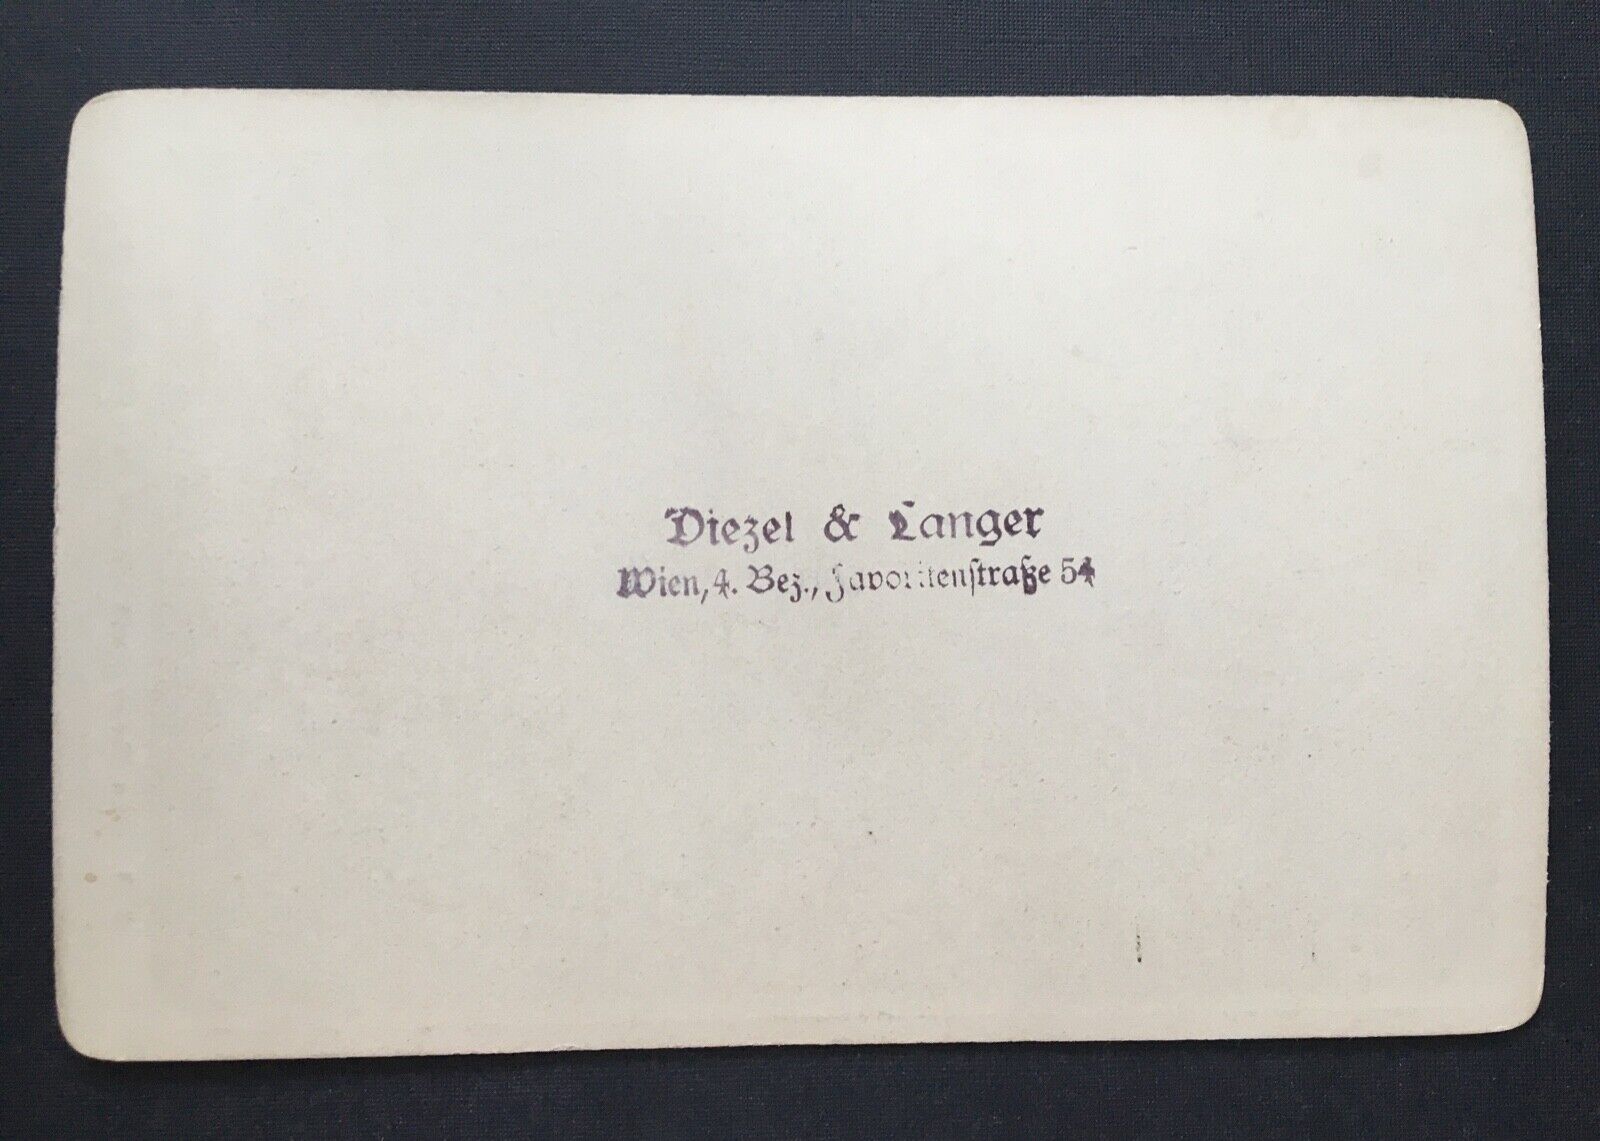 Diezel & Langer
Wien, 4. Bez., Favoritenstraße 54